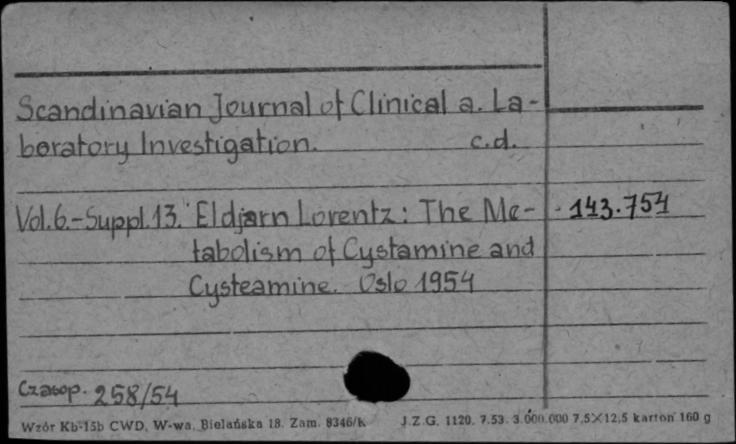 Scandinavian Journal of Clinical a. La-
boratory Investigation. c.d.
Vol.6.-Suppl.13. Eldjarn Lorentz: The Me- 143.754
tabolism of Cystamine and
Cysteamine. Oslo 1954
Czasop. 258/54
Wzór Kb-15b CWD, W-wa, Bielańska 18. Zam. 8346/K J.Z.G. 1120. 7.53. 3.000.000 7,5×12,5 karton 160 g